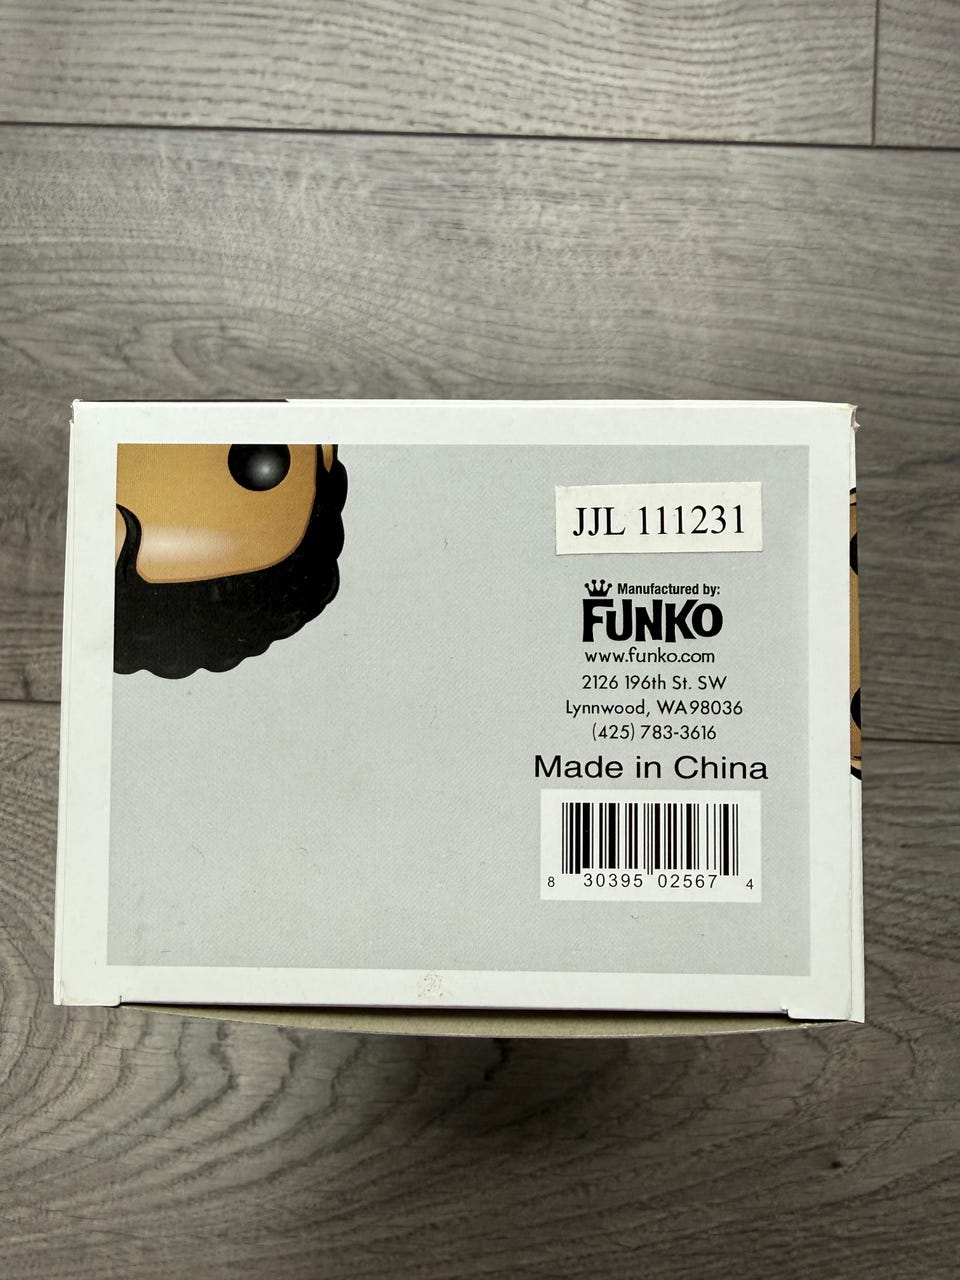 JJL 111231
Manufactured by:
FUNKO
www.funko.com
2126 196th St. SW
Lynnwood, WA98036
(425) 783-3616
Made in China
8 30395 02567 4